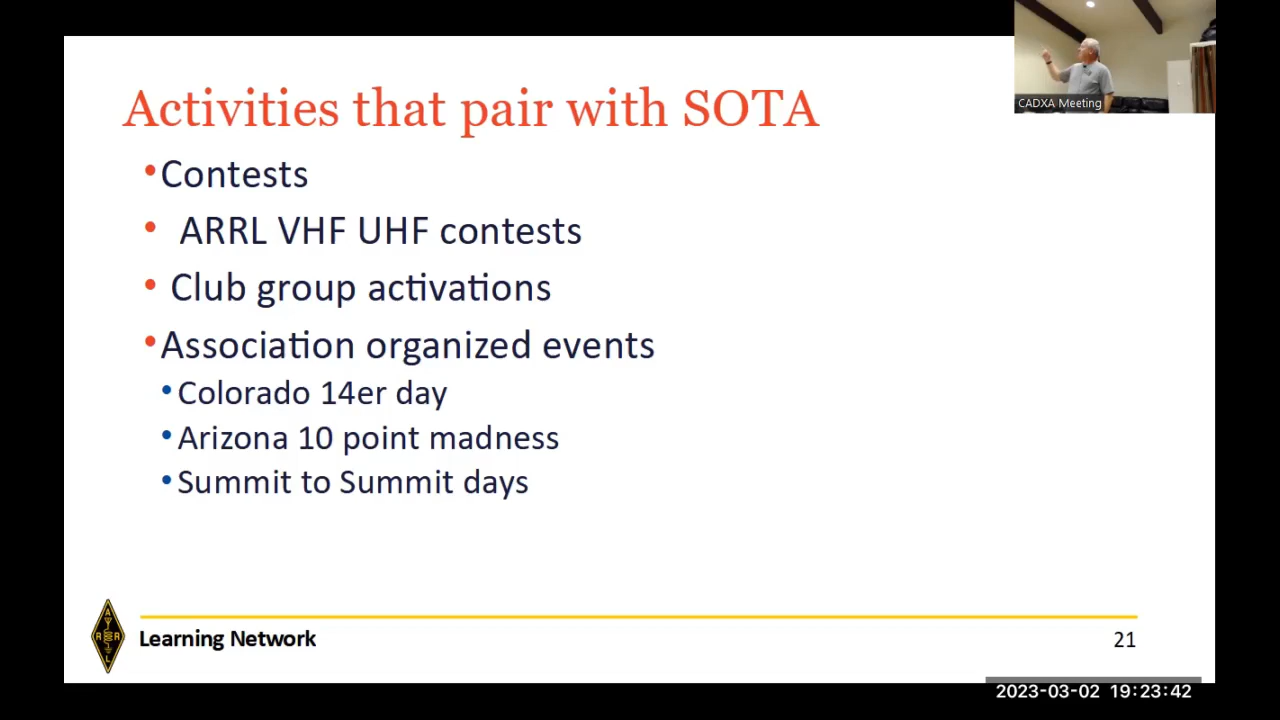 CADXA Meeting
Activities that pair with SOTA
•Contests
• ARRL VHF UHF contests
• Club group activations
•Association organized events
•Colorado 14er day
•Arizona 10 point madness
•Summit to Summit days
A
R R
L
Learning Network
21
2023-03-02 19:23:42